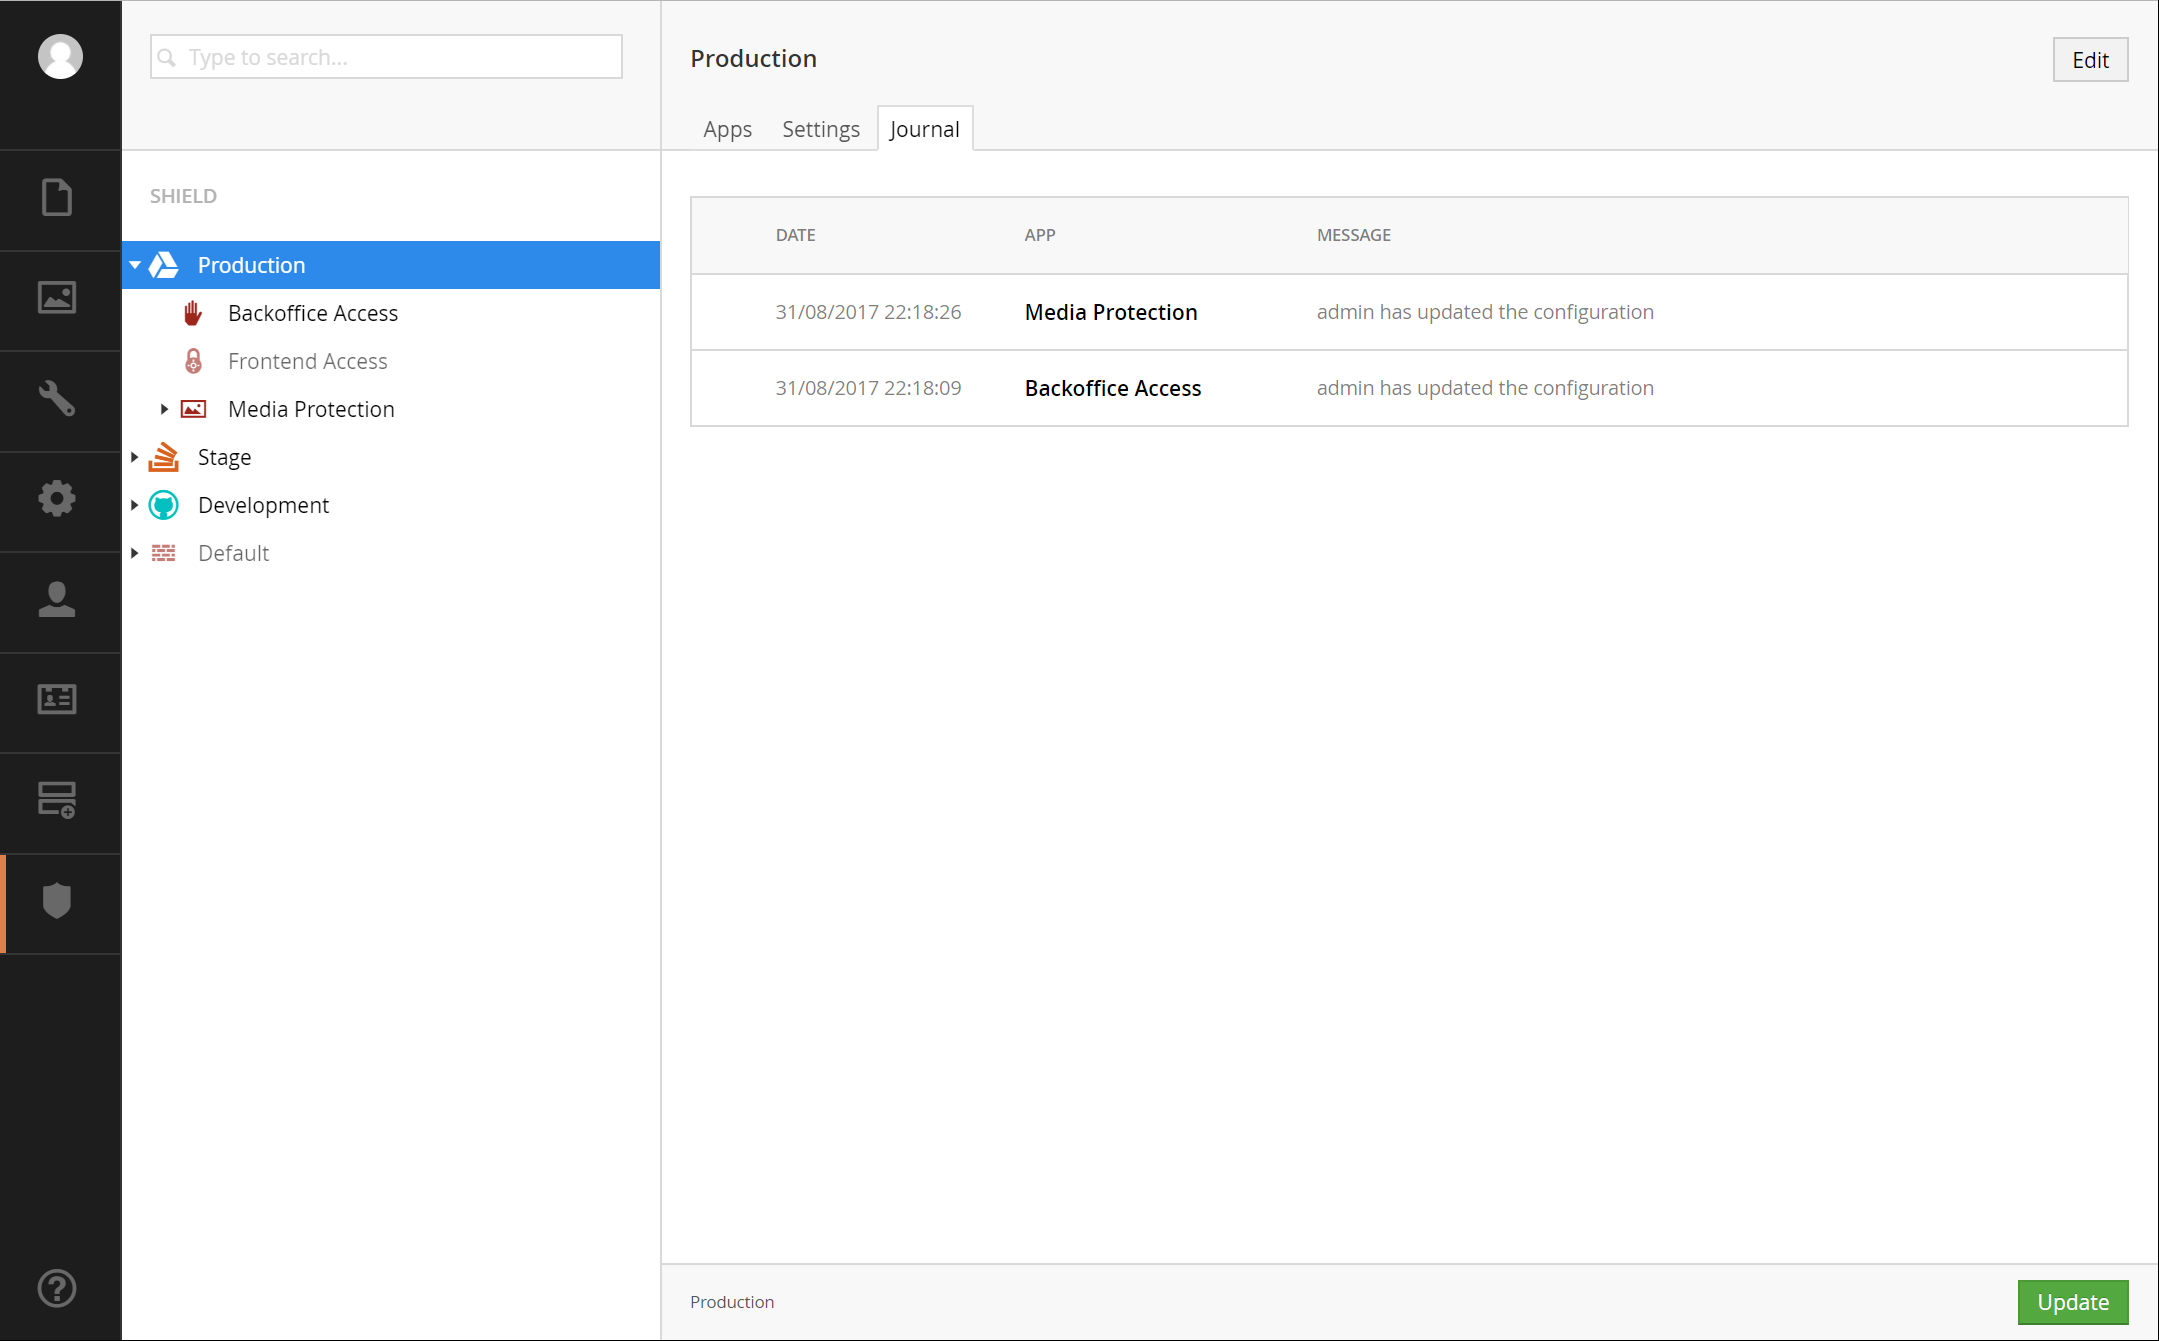 Type to search...
SHIELD
Production
Backoffice Access
Frontend Access
Media Protection
Stage
Development
Default
Production
Edit
Apps Settings Journal
DATE APP MESSAGE
31/08/2017 22:18:26 Media Protection admin has updated the configuration
31/08/2017 22:18:09 Backoffice Access admin has updated the configuration
Production
Update